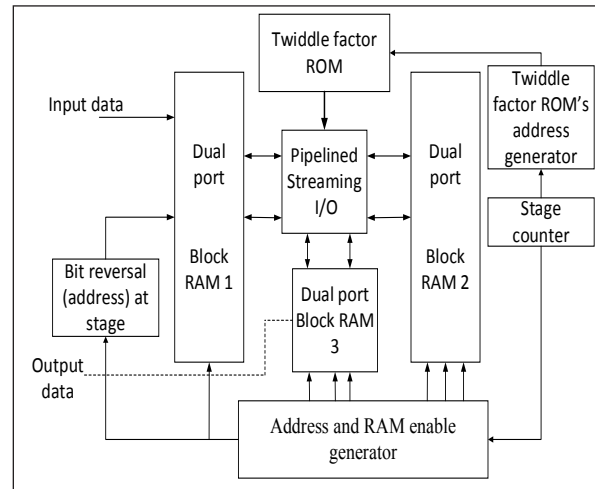 Twiddle factor
ROM
Twiddle
factor ROM's
address
generator
Input data
Dual
port
Block
RAM 1
Pipelined
Streaming
I/O
Dual
port
Block
RAM 2
Stage
counter
Bit reversal
(address) at
stage
Dual port
Block RAM
3
Output
data
Address and RAM enable
generator